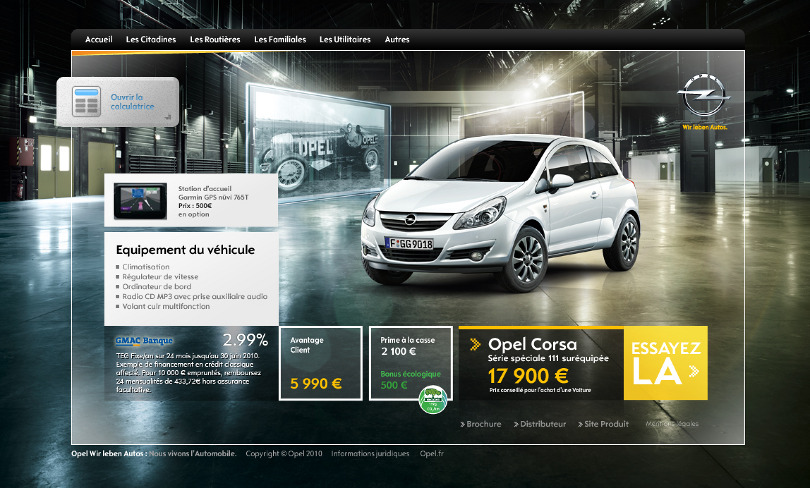 Accueil Les Citadines Les Routières Les Familiales Les Utilitaires Autres
Ouvrir la
calculatrice
OPEL
Wir leben Autos.
OPEL
Station d'accueil
Garmin GPS nüvi 765T
Prix : 500€
en option
F GG 9018
Equipement du véhicule
Climatisation
Régulateur de vitesse
Ordinateur de bord
Radio CD MP3 avec prise auxiliaire audio
Volant cuir multifonction
GMAC Banque 2.99%
TEG Fixe/an sur 24 mois jusqu'au 30 juin 2010.
Exemple de financement en crédit classique
affecté: Pour 10 000 € empruntés, remboursez
24 mensualités de 433,72€ hors assurance
facultative.
Avantage
Client
5 990 €
Prime à la casse
2 100 €
Bonus écologique
500 €
Opel Corsa
Série spéciale 111 suréquipée
17 900 €
Prix conseillé pour l'achat d'une Voiture
ESSAYEZ
LA
Brochure Distributeur Site Produit Mentions légales
Opel Wir leben Autos : Nous vivons l'Automobile. Copyright © Opel 2010 Informations juridiques Opel.fr